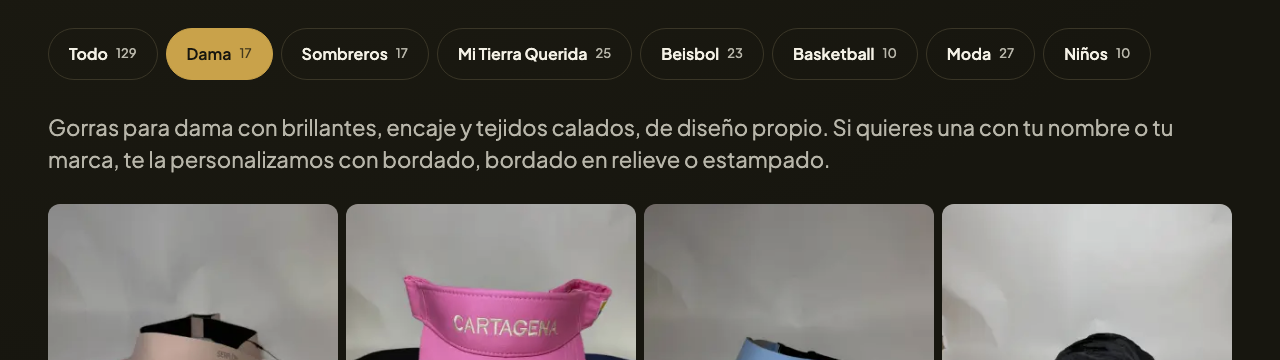 Todo 129 Dama 17 Sombreros 17 Mi Tierra Querida 25 Beisbol 23 Basketball 10 Moda 27 Niños 10
Gorras para dama con brillantes, encaje y tejidos calados, de diseño propio. Si quieres una con tu nombre o tu
marca, te la personalizamos con bordado, bordado en relieve o estampado.
CARTAGENA